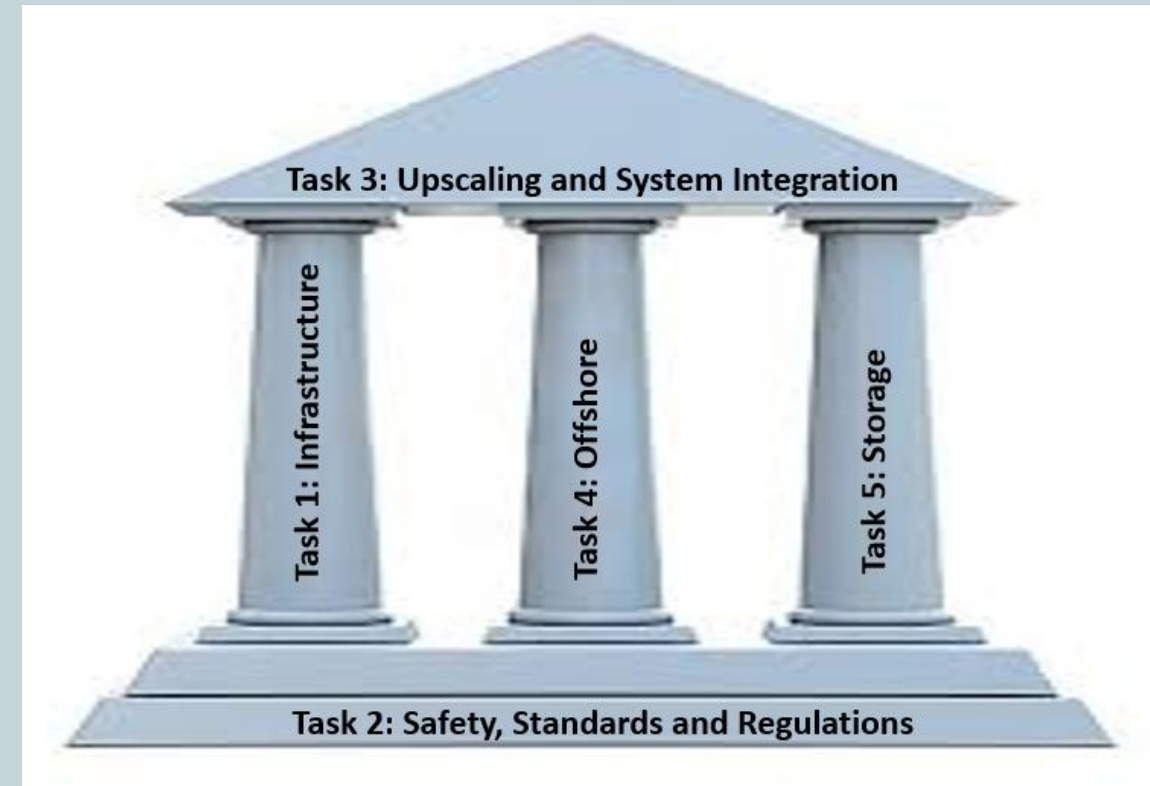 Task 3: Upscaling and System Integration
Task 1: Infrastructure
Task 4: Offshore
Task 5: Storage
Task 2: Safety, Standards and Regulations